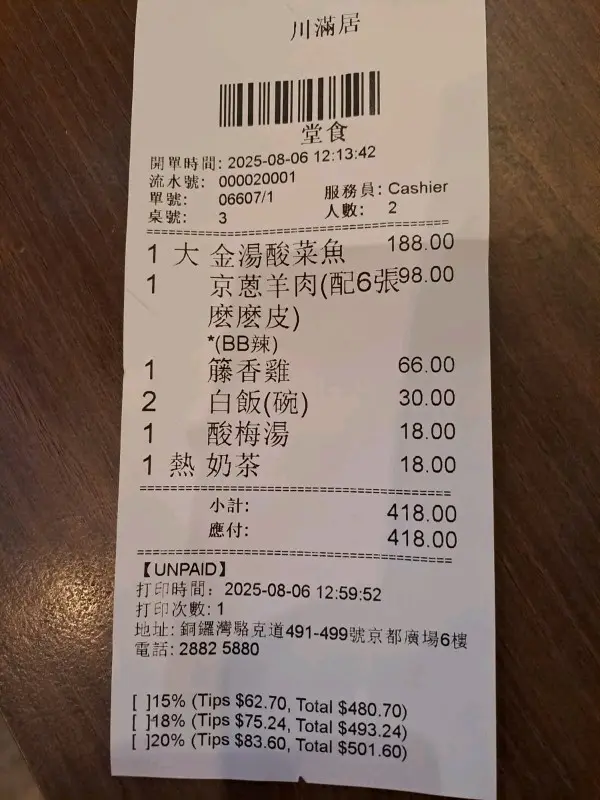 川滿居
堂食
開單時間: 2025-08-06 12:13:42
流水號: 000020001
單號: 06607/1 服務員: Cashier
桌號: 3 人數: 2
1 大 金湯酸菜魚 188.00
1 京蔥羊肉(配6張 98.00
麽麽皮)
*(BB辣)
1 籐香雞 66.00
2 白飯(碗) 30.00
1 酸梅湯 18.00
1 熱 奶茶 18.00
小計: 418.00
應付: 418.00
【UNPAID】
打印時間: 2025-08-06 12:59:52
打印次數: 1
地址: 銅鑼灣駱克道491-499號京都廣場6樓
電話: 2882 5880
[ ]15% (Tips $62.70, Total $480.70)
[ ]18% (Tips $75.24, Total $493.24)
[ ]20% (Tips $83.60, Total $501.60)